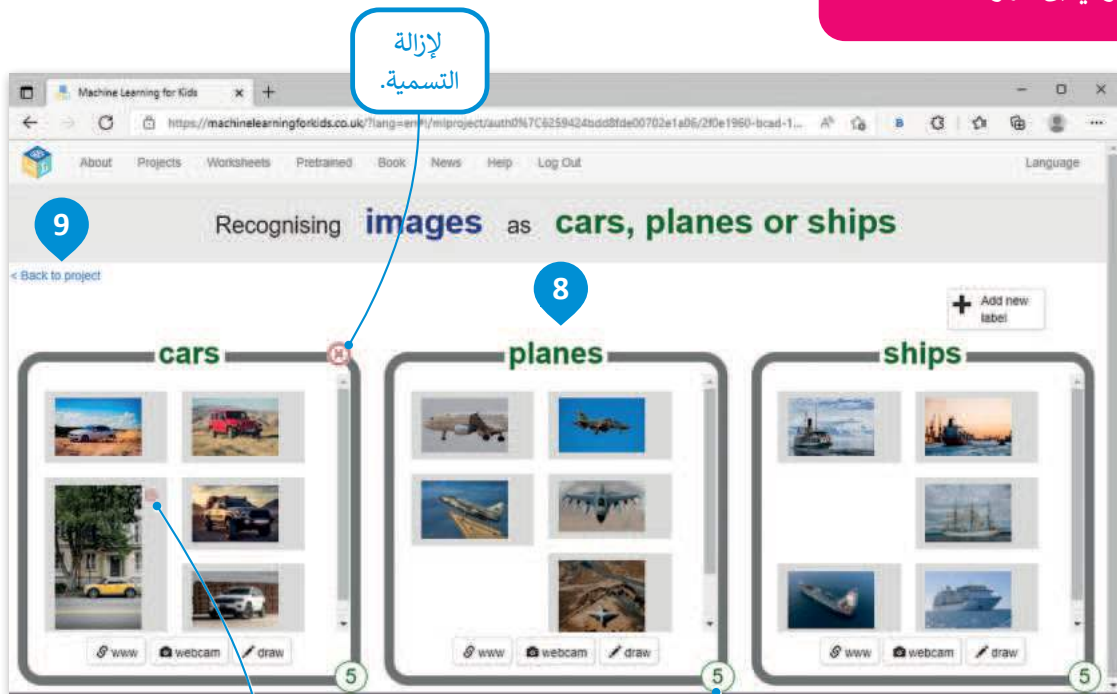 لإزالة
التسمية.
Machine Learning for Kids
About Projects Worksheets Pretrained Book News Help Log Out Language
9
Recognising images as cars, planes or ships
< Back to project
8
Add new
label
cars planes ships
www webcam draw www webcam draw www webcam draw
5 5 5